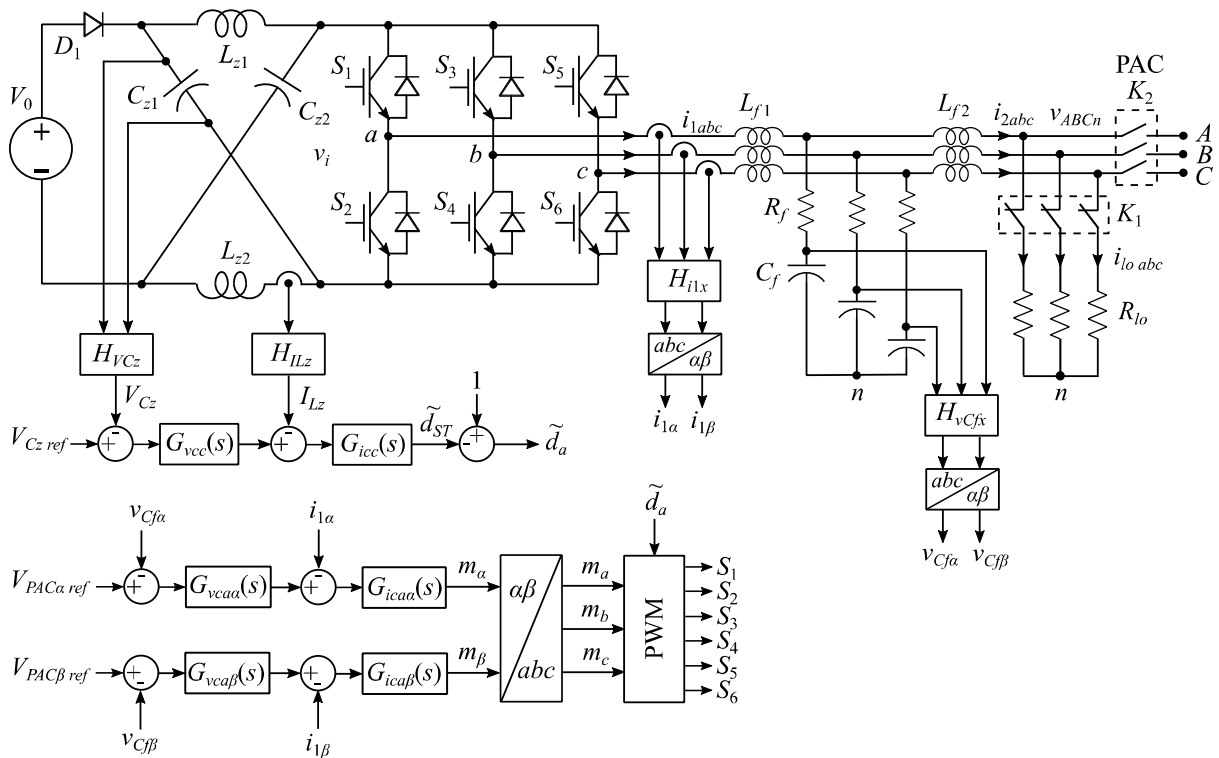 D1
Lz1
V0
+
-
Cz1
Cz2
vi
S1
S3
S5
a
b
c
S2
S4
S6
Lz2
i1abc
Lf1
Lf2
i2abc
vABCn
PAC
K2
A
B
C
K1
Rf
Cf
ilo abc
Rlo
n
n
HVCz
HILz
Hi1x
abc
αβ
i1α
i1β
HvCfx
abc
αβ
vCfα
vCfβ
VCz
ILz
VCz ref
+
-
Gvcc(s)
+
-
Gicc(s)
d̃ST
1
+
-
d̃a
vCfα
i1α
VPACα ref
+
-
Gvcaα(s)
+
-
Gicaα(s)
mα
αβ
abc
ma
mb
mc
d̃a
PWM
S1
S2
S3
S4
S5
S6
VPACβ ref
+
-
Gvcaβ(s)
+
-
Gicaβ(s)
mβ
vCfβ
i1β